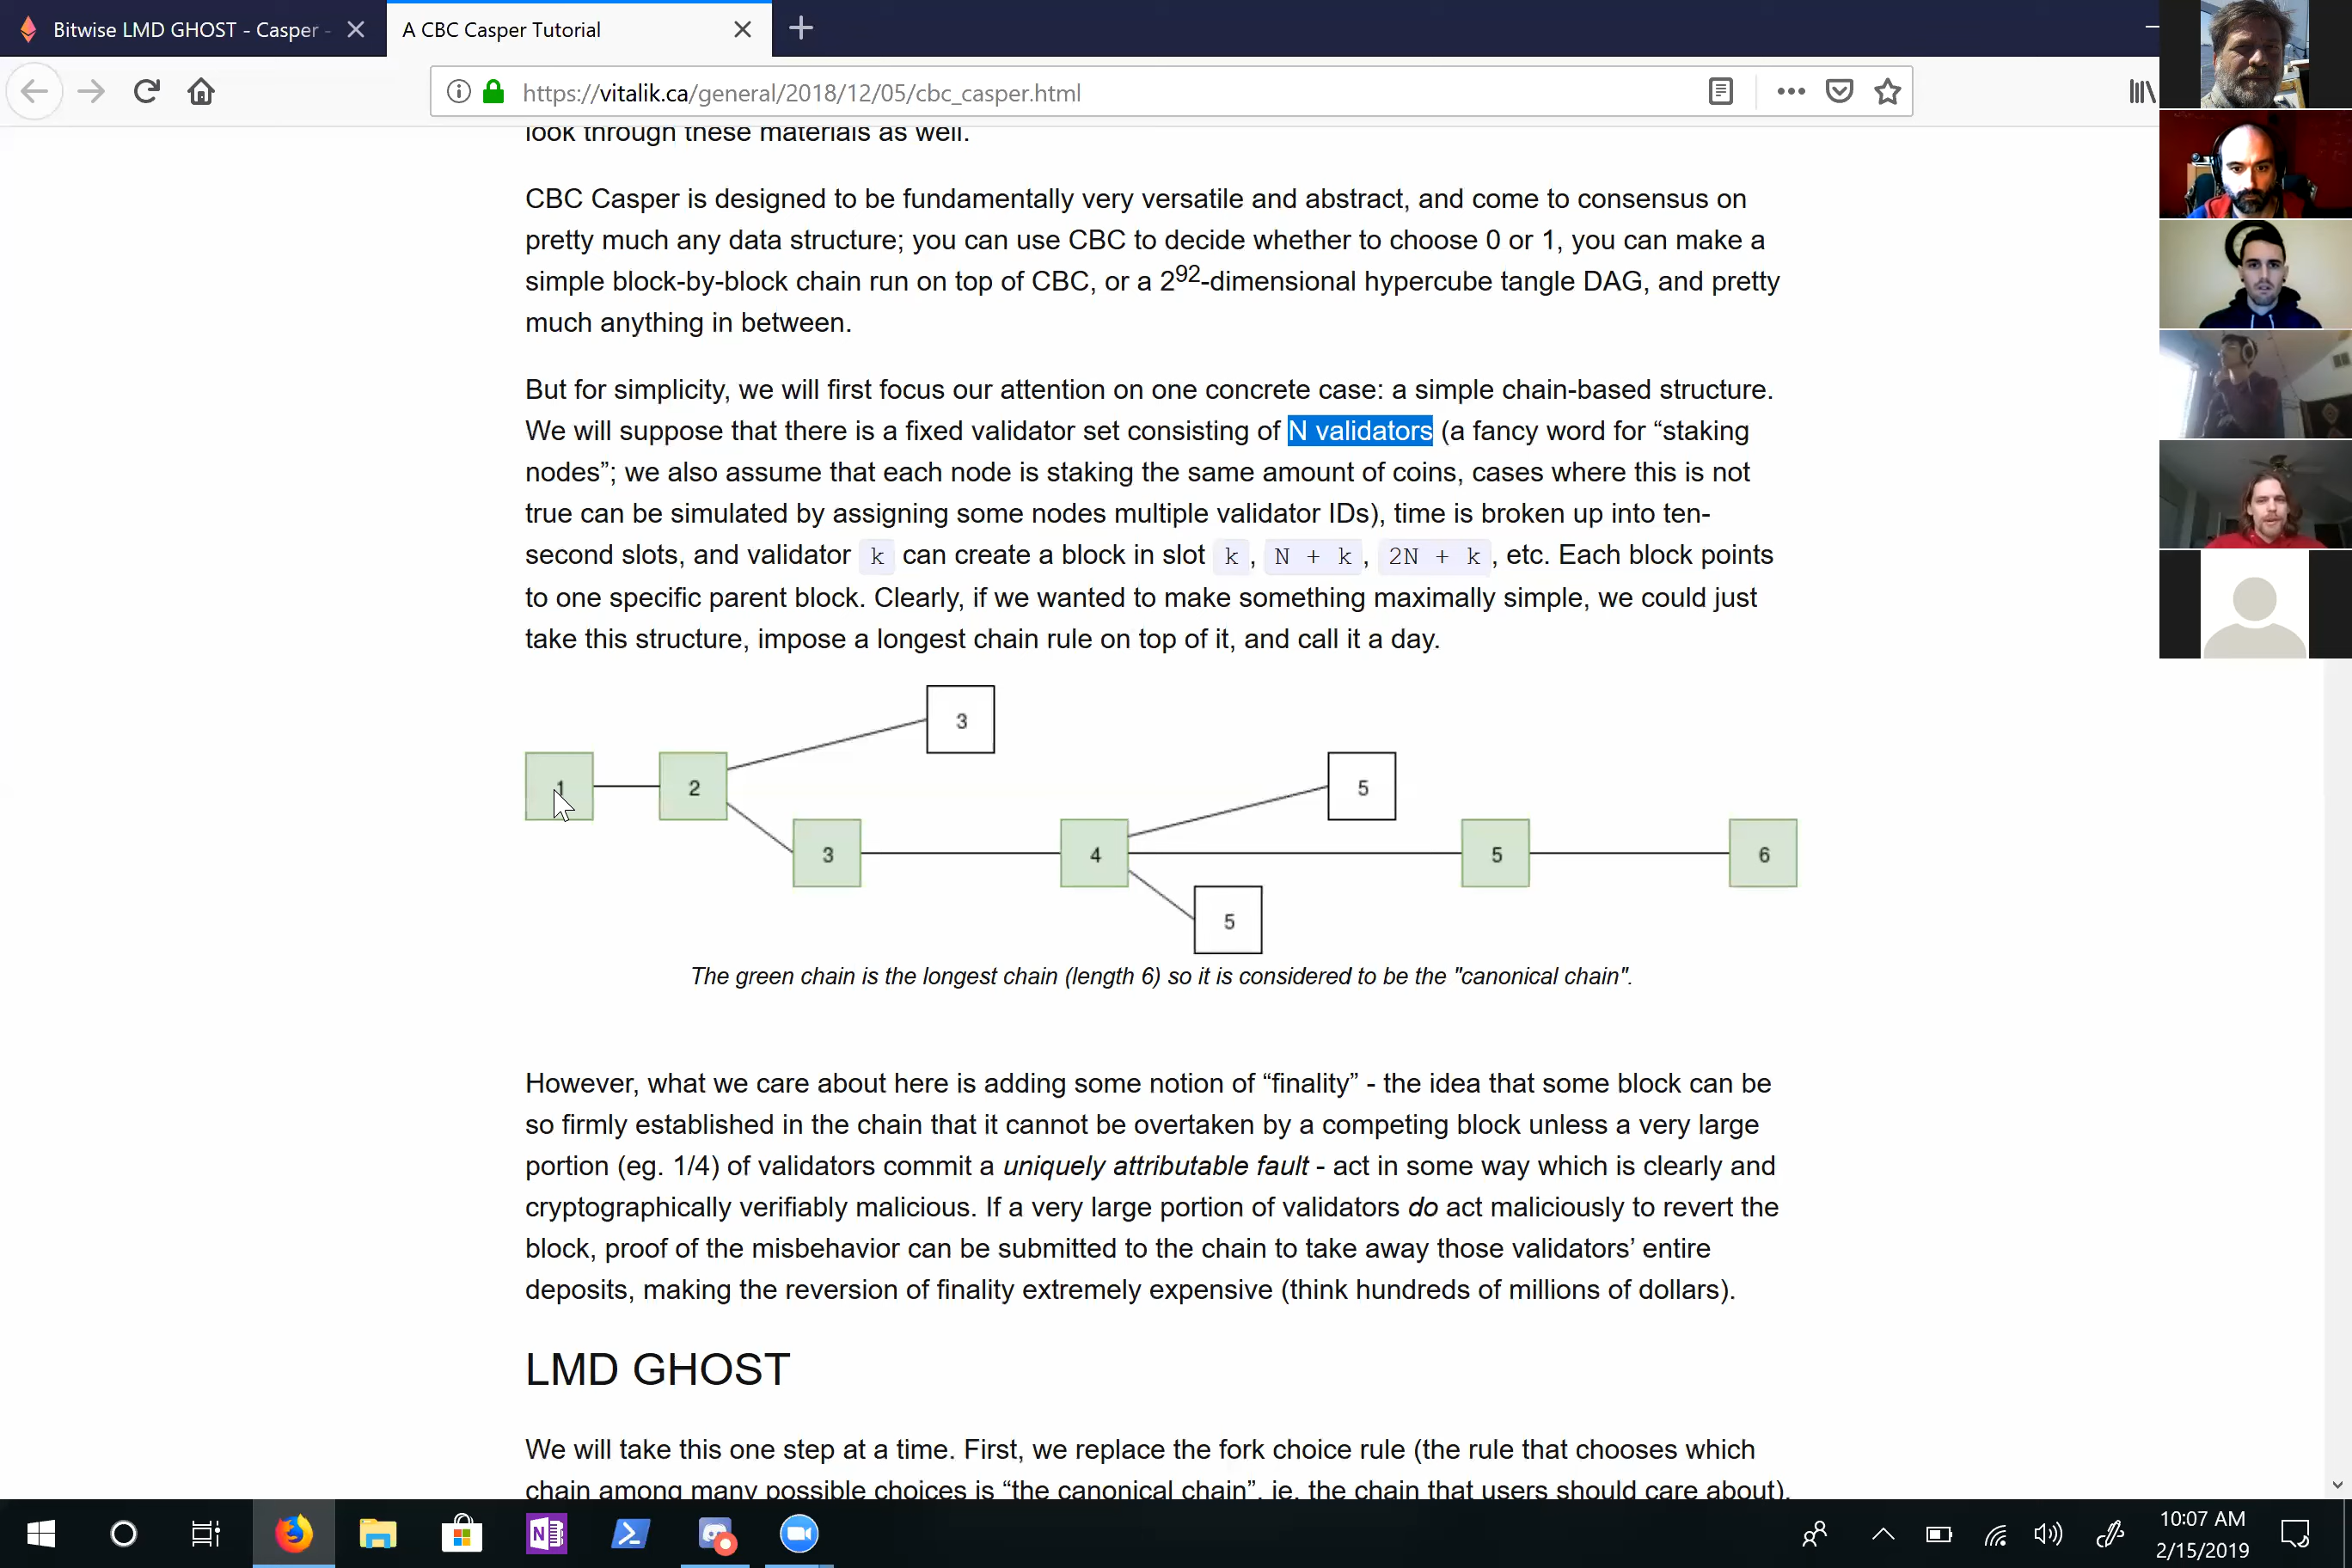 Bitwise LMD GHOST - Casper -
A CBC Casper Tutorial
https://vitalik.ca/general/2018/12/05/cbc_casper.html
look through these materials as well.
CBC Casper is designed to be fundamentally very versatile and abstract, and come to consensus on
pretty much any data structure; you can use CBC to decide whether to choose 0 or 1, you can make a
simple block-by-block chain run on top of CBC, or a 2⁹²-dimensional hypercube tangle DAG, and pretty
much anything in between.
But for simplicity, we will first focus our attention on one concrete case: a simple chain-based structure.
We will suppose that there is a fixed validator set consisting of N validators (a fancy word for “staking
nodes”; we also assume that each node is staking the same amount of coins, cases where this is not
true can be simulated by assigning some nodes multiple validator IDs), time is broken up into ten-
second slots, and validator k can create a block in slot k, N + k, 2N + k, etc. Each block points
to one specific parent block. Clearly, if we wanted to make something maximally simple, we could just
take this structure, impose a longest chain rule on top of it, and call it a day.
3
1
2
5
3
4
5
6
5
The green chain is the longest chain (length 6) so it is considered to be the "canonical chain".
However, what we care about here is adding some notion of “finality” - the idea that some block can be
so firmly established in the chain that it cannot be overtaken by a competing block unless a very large
portion (eg. 1/4) of validators commit a uniquely attributable fault - act in some way which is clearly and
cryptographically verifiably malicious. If a very large portion of validators do act maliciously to revert the
block, proof of the misbehavior can be submitted to the chain to take away those validators’ entire
deposits, making the reversion of finality extremely expensive (think hundreds of millions of dollars).
LMD GHOST
We will take this one step at a time. First, we replace the fork choice rule (the rule that chooses which
chain among many possible choices is “the canonical chain”, ie. the chain that users should care about),
10:07 AM
2/15/2019